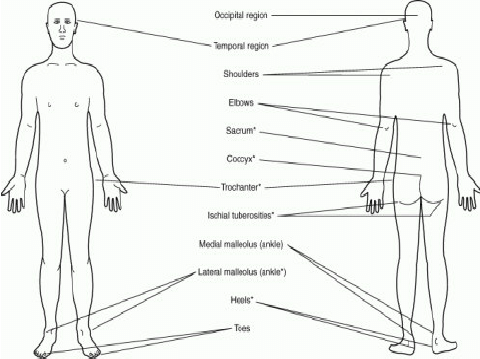 Occipital region
Temporal region
Shoulders
Elbows
Sacrum*
Coccyx*
Trochanter*
Ischial tuberosities*
Medial malleolus (ankle)
Lateral malleolus (ankle*)
Heels*
Toes